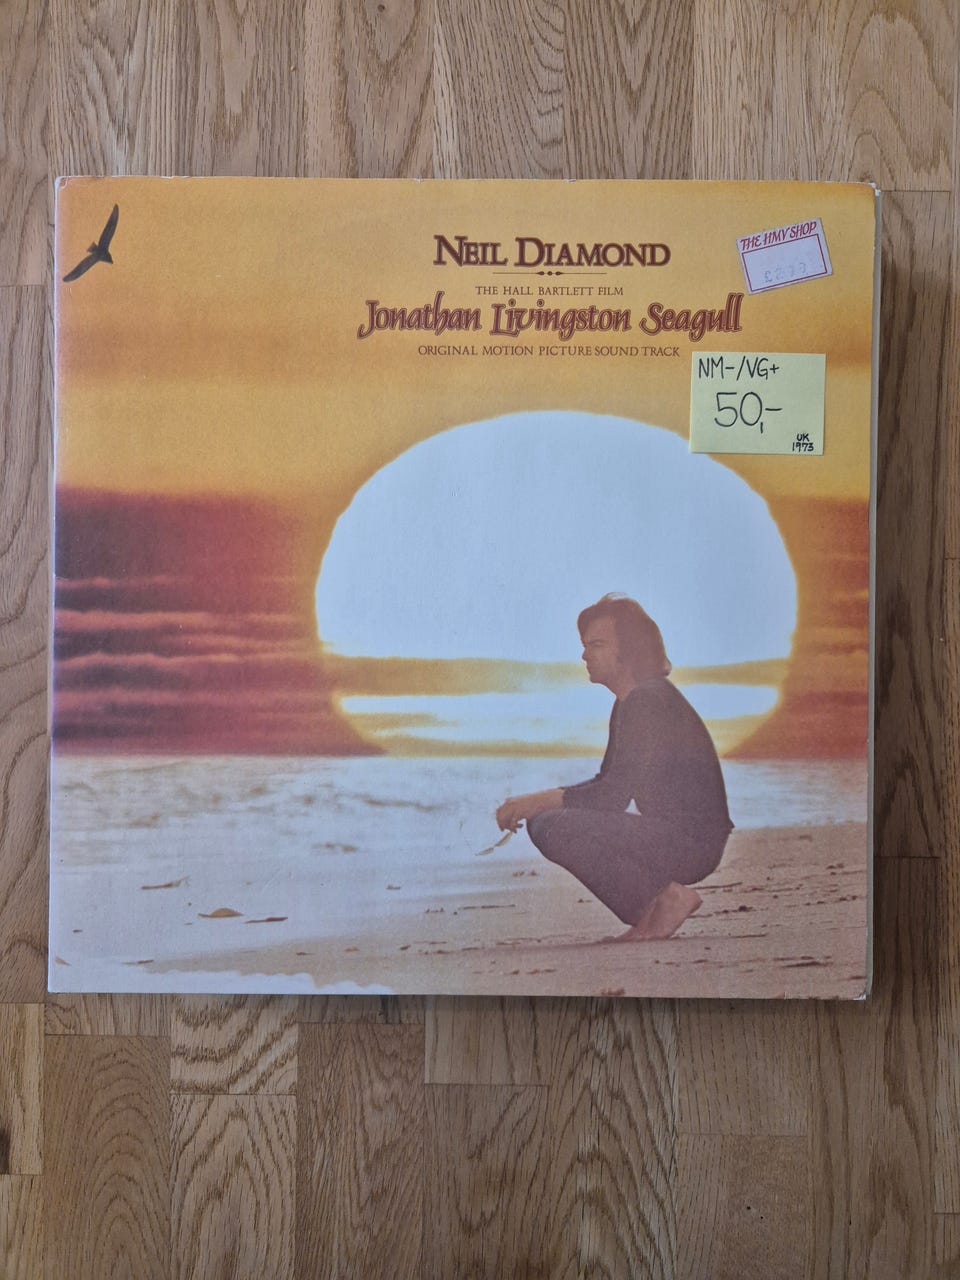 NEIL DIAMOND
THE HALL BARTLETT FILM
Jonathan Livingston Seagull
ORIGINAL MOTION PICTURE SOUND TRACK
THE HMV SHOP
NM-/VG+
50,-
UK
1973